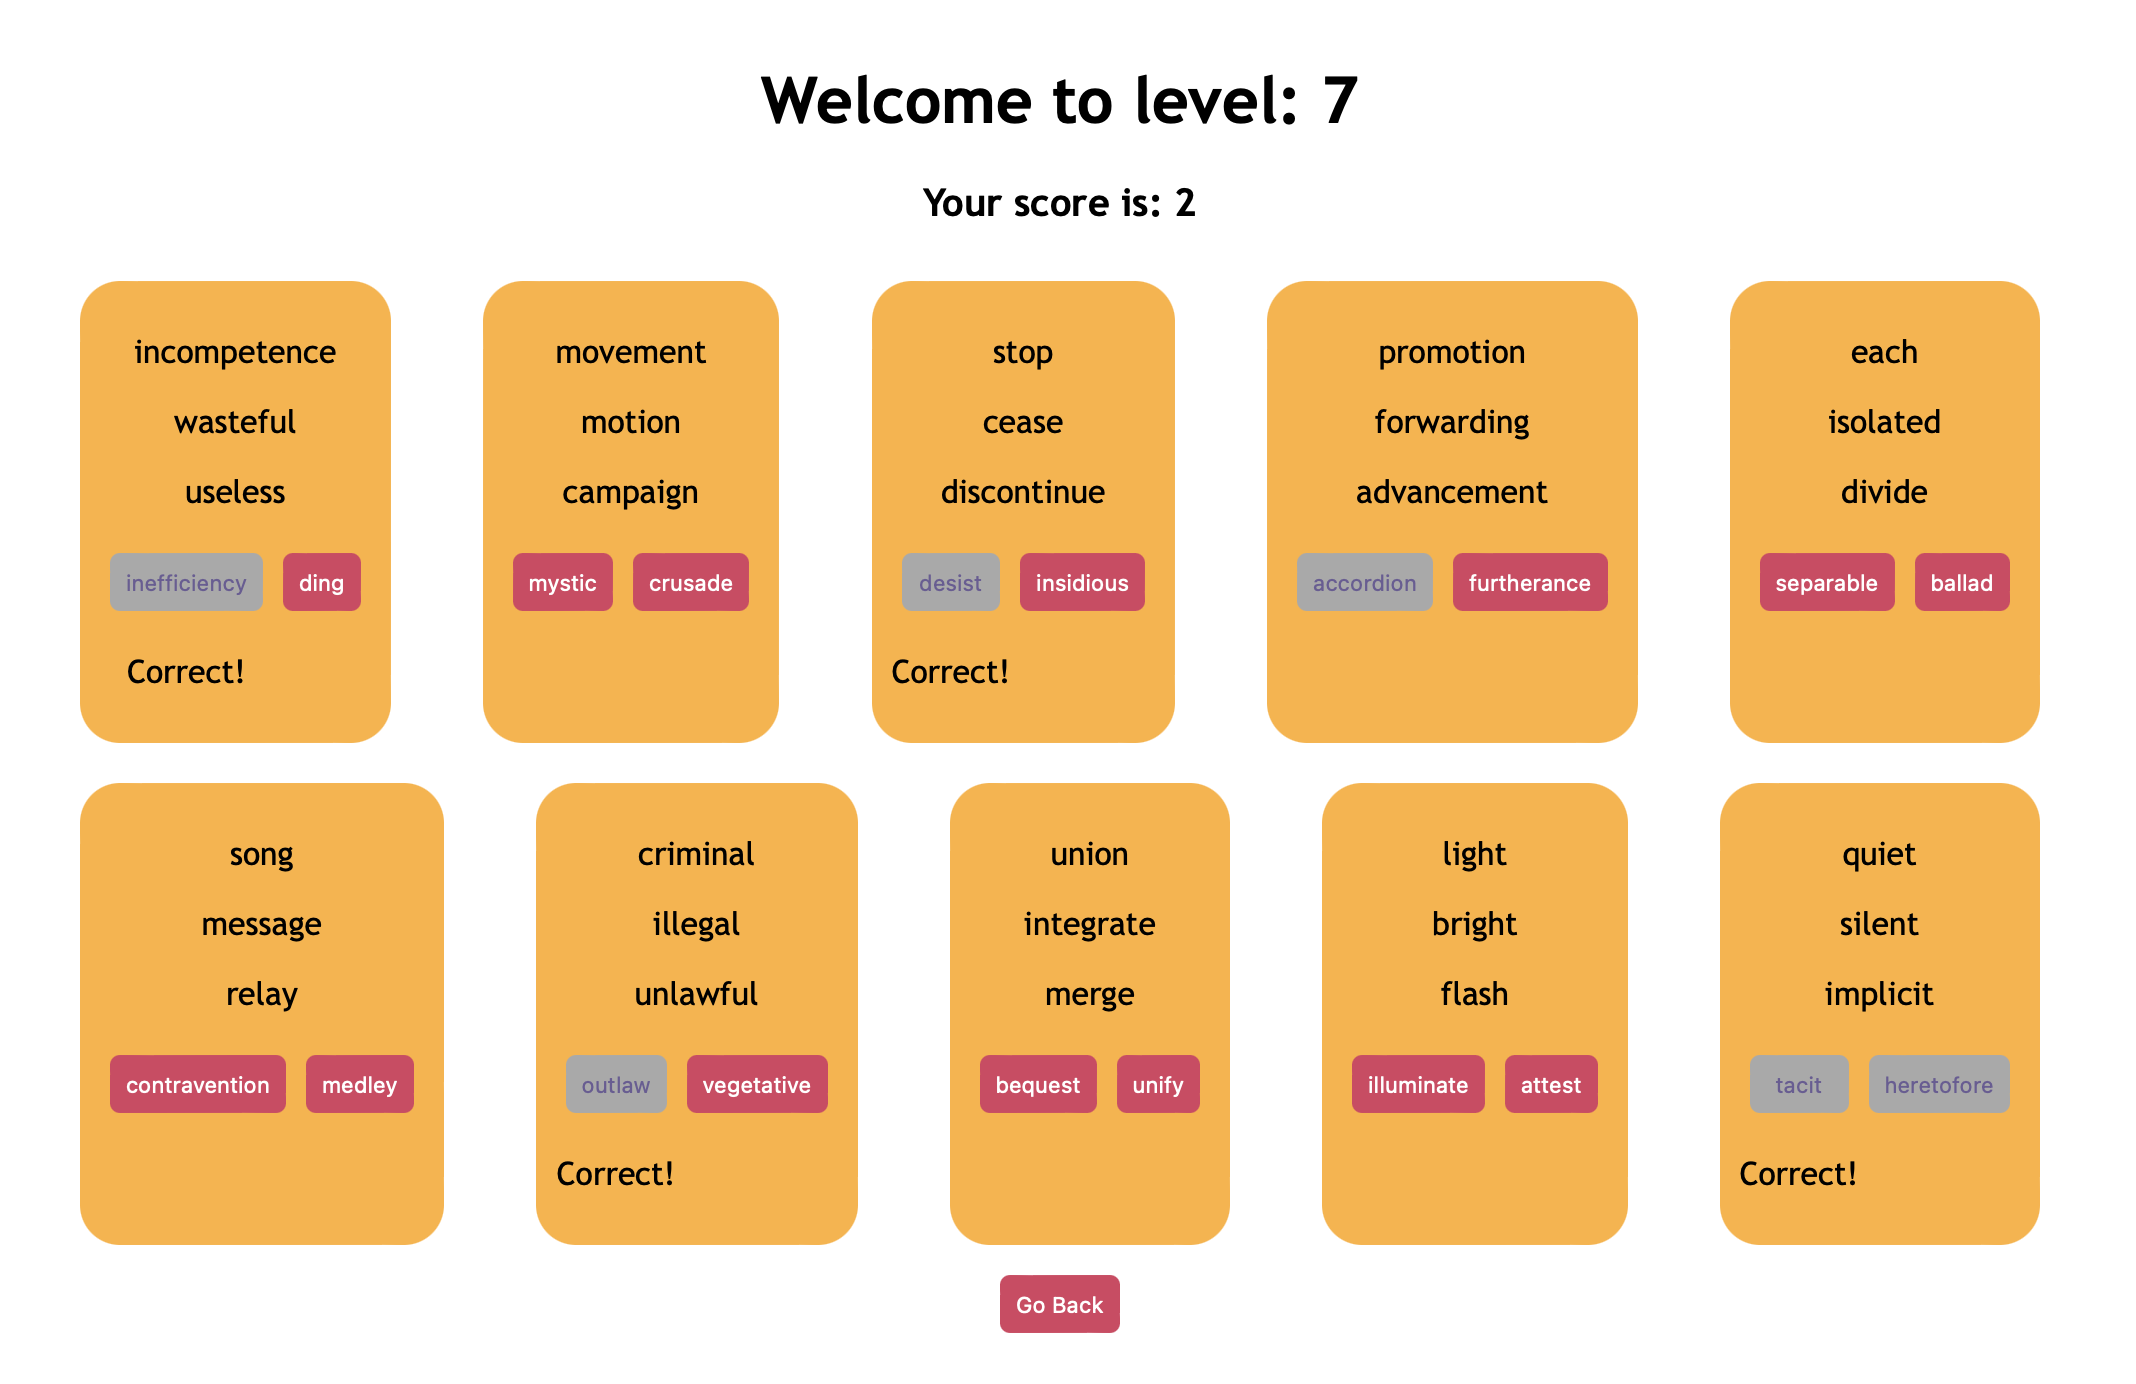 Welcome to level: 7
Your score is: 2
incompetence
wasteful
useless
inefficiency ding
Correct!
movement
motion
campaign
mystic crusade
stop
cease
discontinue
desist insidious
Correct!
promotion
forwarding
advancement
accordion furtherance
each
isolated
divide
separable ballad
song
message
relay
contravention medley
criminal
illegal
unlawful
outlaw vegetative
Correct!
union
integrate
merge
bequest unify
light
bright
flash
illuminate attest
quiet
silent
implicit
tacit heretofore
Correct!
Go Back